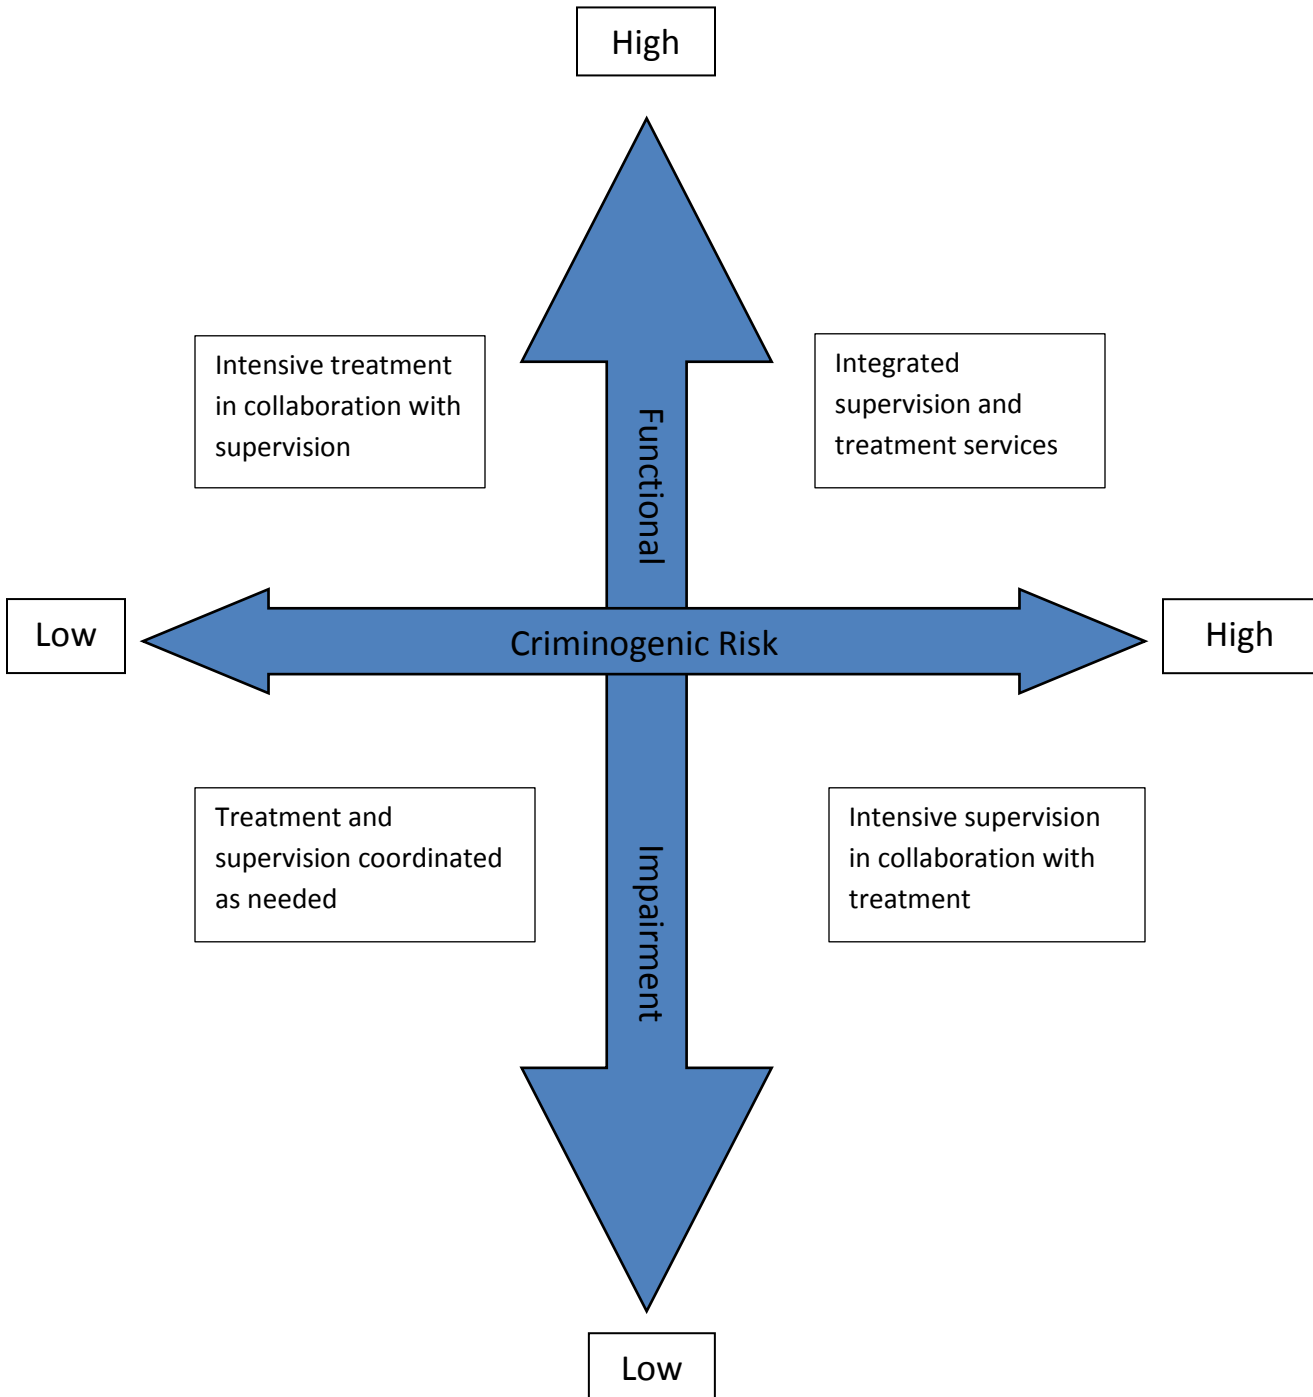 High
Intensive treatment
in collaboration with
supervision
Integrated
supervision and
treatment services
Functional
Low
Criminogenic Risk
High
Treatment and
supervision coordinated
as needed
Impairment
Intensive supervision
in collaboration with
treatment
Low